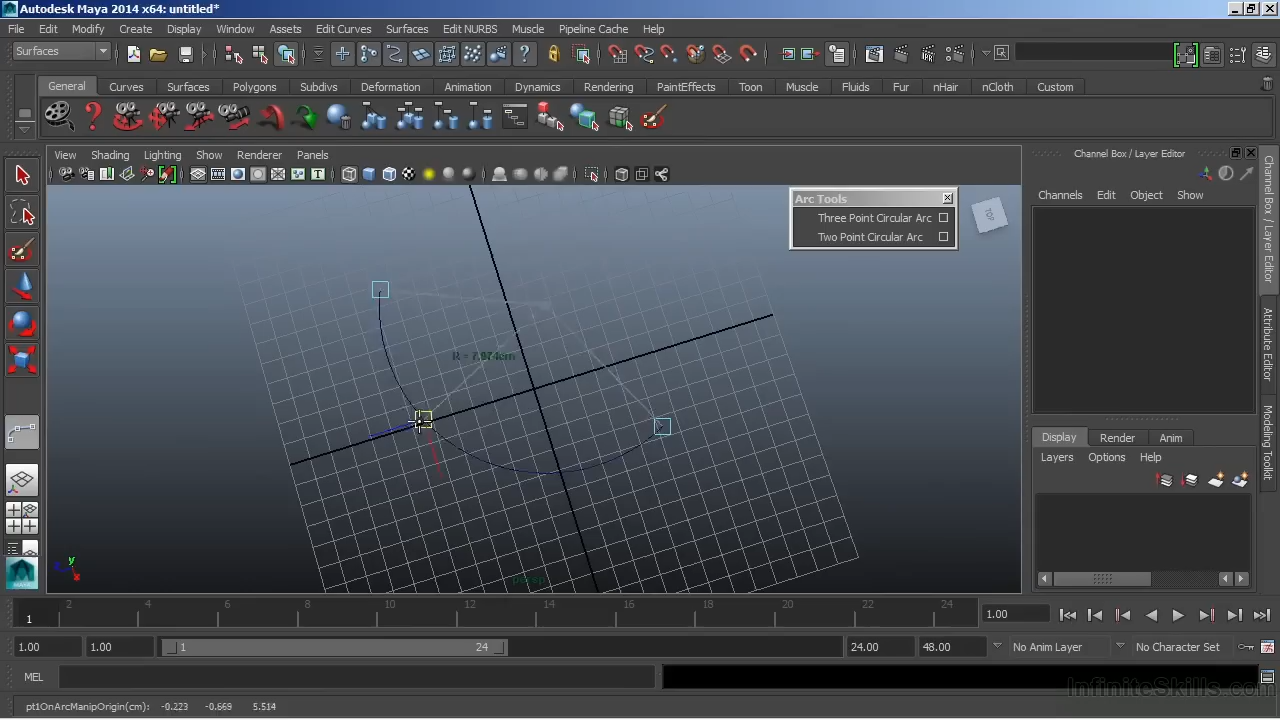 Autodesk Maya 2014 x64: untitled*
File Edit Modify Create Display Window Assets Edit Curves Surfaces Edit NURBS Muscle Pipeline Cache Help
Surfaces
General Curves Surfaces Polygons Subdivs Deformation Animation Dynamics Rendering PaintEffects Toon Muscle Fluids Fur nHair nCloth Custom
View Shading Lighting Show Renderer Panels
Channel Box / Layer Editor
Channels Edit Object Show
Arc Tools
Three Point Circular Arc
Two Point Circular Arc
TOP
R = 7.974cm
persp
y
x
Channel Box / Layer Editor
Attribute Editor
Modeling Toolkit
Display Render Anim
Layers Options Help
2 4 6 8 10 12 14 16 18 20 22 24
1
1.00
1.00 1.00 1 24 24.00 48.00 No Anim Layer No Character Set
MEL
InfiniteSkills.com
pt1OnArcManipOrigin(cm): -0.223 -0.669 5.514